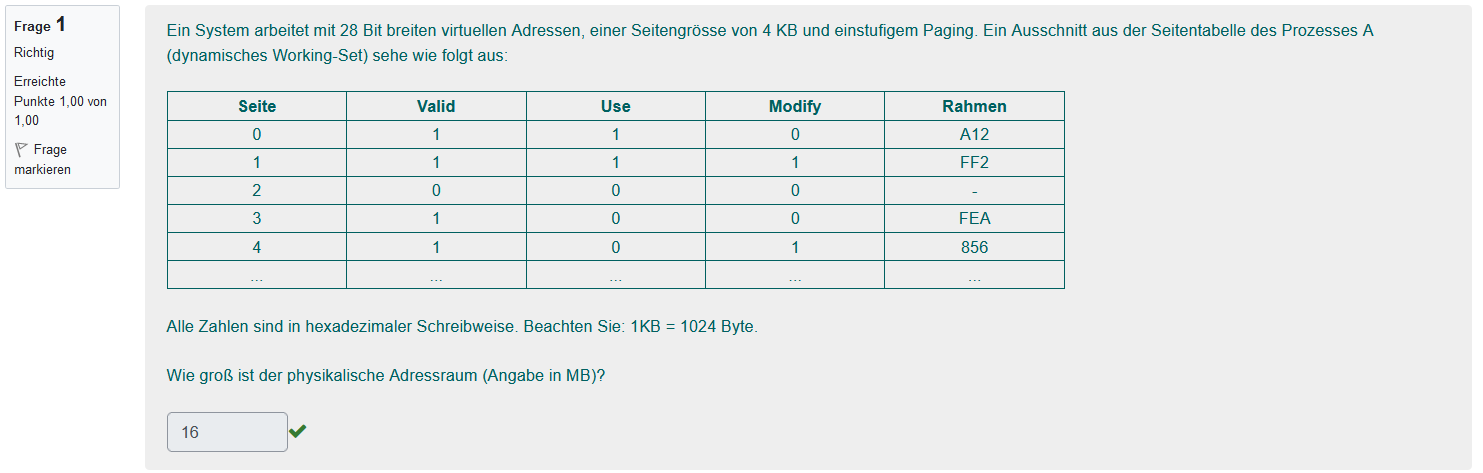 Frage 1
Richtig
Erreichte
Punkte 1,00 von
1,00
Frage
markieren
Ein System arbeitet mit 28 Bit breiten virtuellen Adressen, einer Seitengrösse von 4 KB und einstufigem Paging. Ein Ausschnitt aus der Seitentabelle des Prozesses A
(dynamisches Working-Set) sehe wie folgt aus:
Seite Valid Use Modify Rahmen
0 1 1 0 A12
1 1 1 1 FF2
2 0 0 0 -
3 1 0 0 FEA
4 1 0 1 856
... ... ... ... ...
Alle Zahlen sind in hexadezimaler Schreibweise. Beachten Sie: 1KB = 1024 Byte.
Wie groß ist der physikalische Adressraum (Angabe in MB)?
16